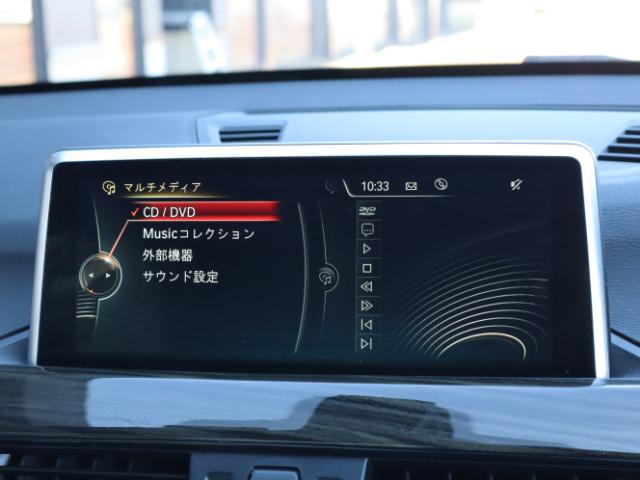 マルチメディア
10:33
CD / DVD
Musicコレクション
外部機器
サウンド設定
DVD